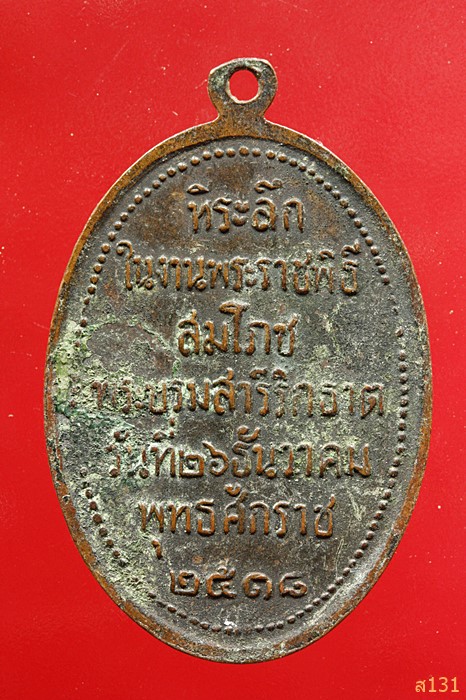 ที่ระลึก
ในงานพระราชพิธี
สมโภช
พระบรมสารีริกธาตุ
วันที่๒๖ธันวาคม
พุทธศักราช
๒๕๑๘
ส131